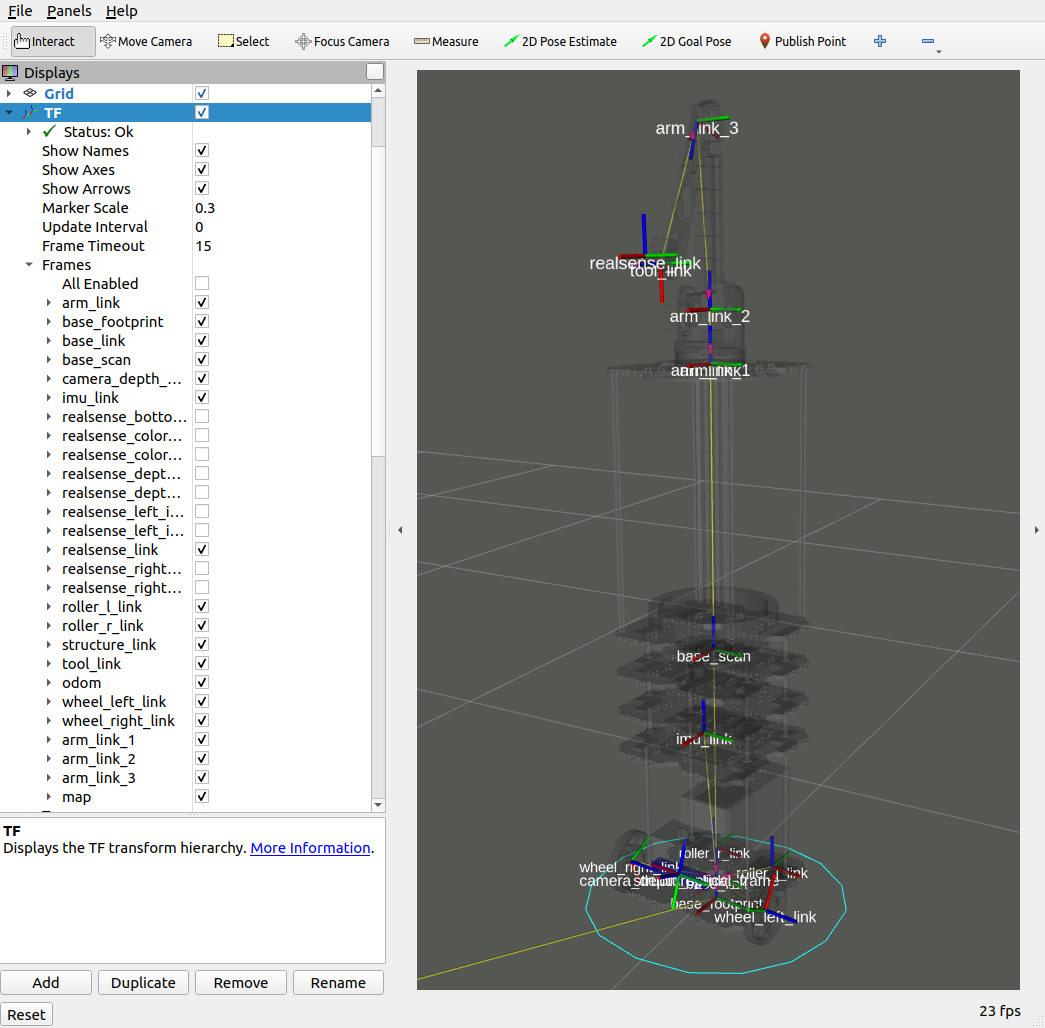 File Panels Help
Interact Move Camera Select Focus Camera Measure 2D Pose Estimate 2D Goal Pose Publish Point
Displays
Grid
TF
Status: Ok
Show Names
Show Axes
Show Arrows
Marker Scale 0.3
Update Interval 0
Frame Timeout 15
Frames
All Enabled
arm_link
base_footprint
base_link
base_scan
camera_depth_...
imu_link
realsense_botto...
realsense_color...
realsense_color...
realsense_dept...
realsense_dept...
realsense_left_i...
realsense_left_i...
realsense_link
realsense_right...
realsense_right...
roller_l_link
roller_r_link
structure_link
tool_link
odom
wheel_left_link
wheel_right_link
arm_link_1
arm_link_2
arm_link_3
map
TF
Displays the TF transform hierarchy. More Information.
Add Duplicate Remove Rename
Reset
arm_link_3
realsense_link
tool_link
arm_link_2
base_scan
imu_link
roller_r_link
wheel_right_link
roller_l_link
base_footprint
wheel_left_link
23 fps